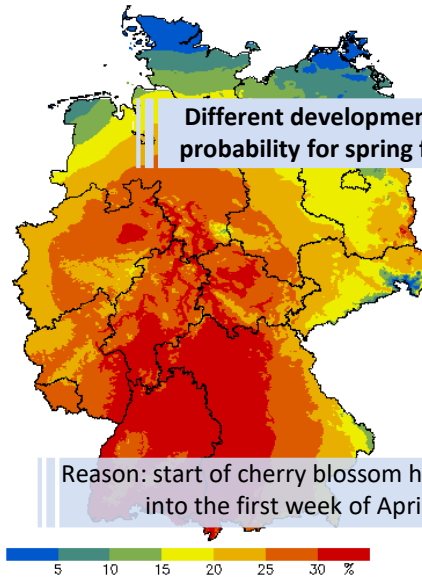 Different developmen
probability for spring f
Reason: start of cherry blossom h
into the first week of Apri
5 10 15 20 25 30 %